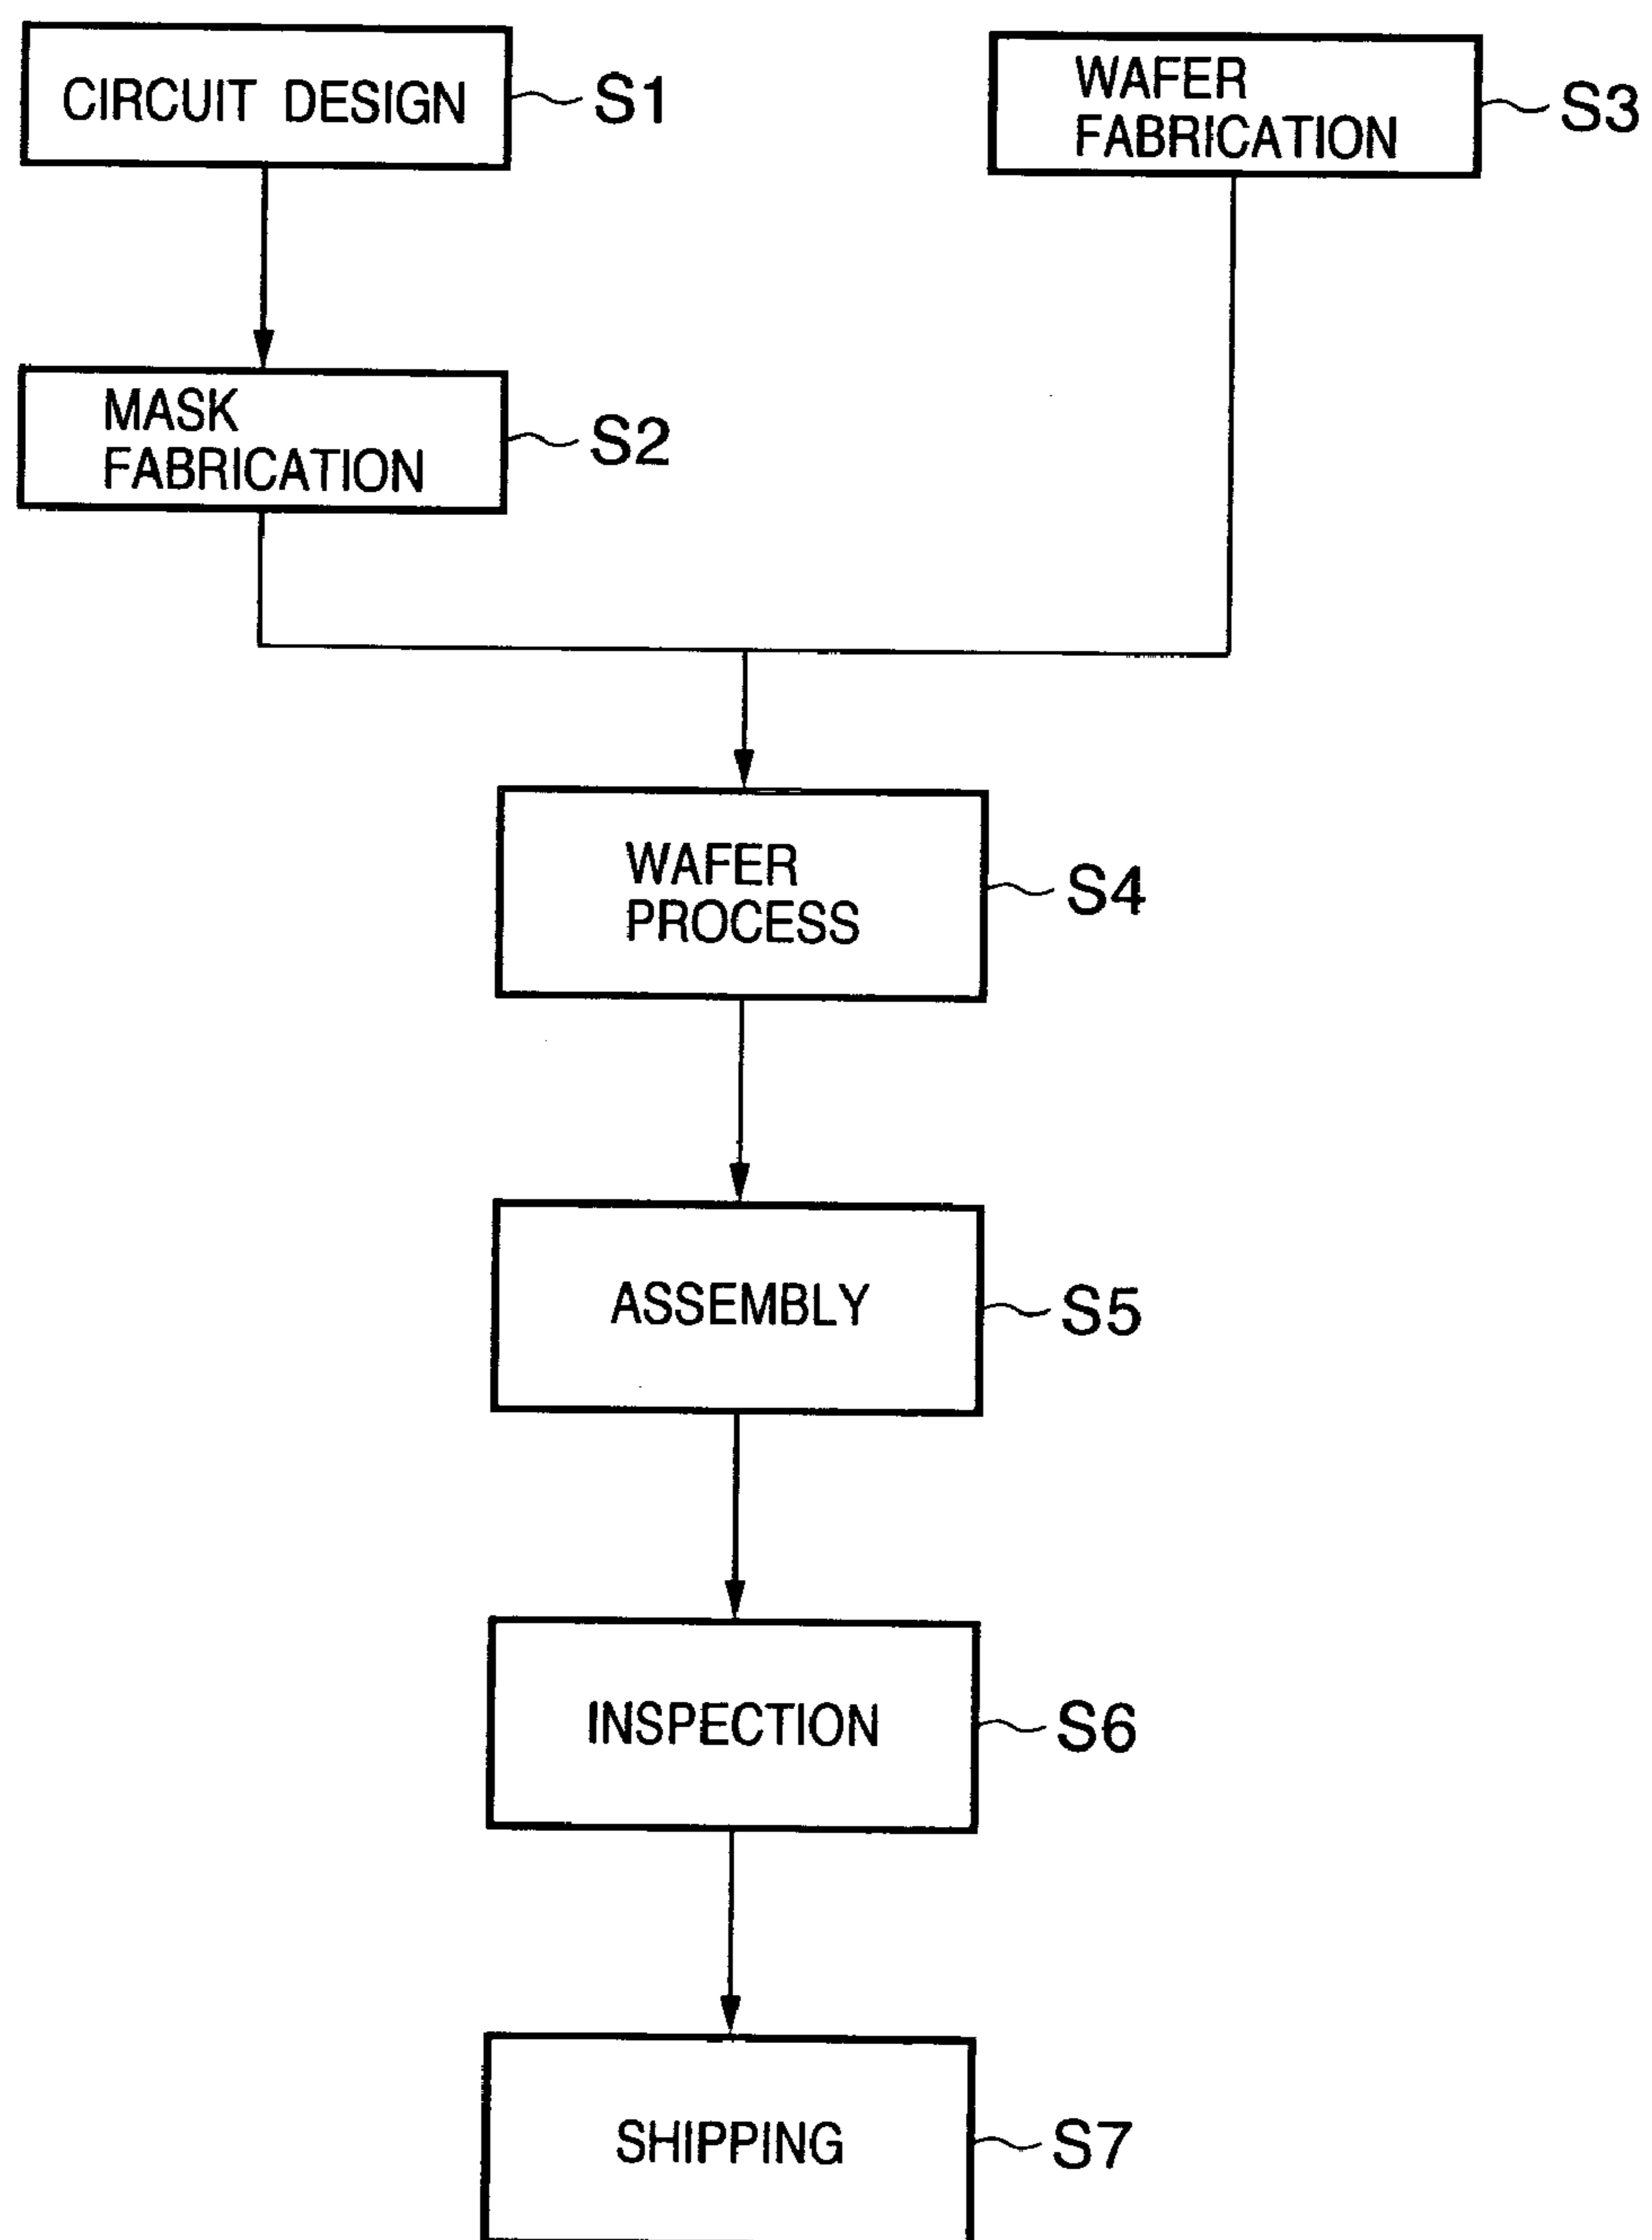 CIRCUIT DESIGN
S1
WAFER
FABRICATION
S3
MASK
FABRICATION
S2
WAFER
PROCESS
S4
ASSEMBLY
S5
INSPECTION
S6
SHIPPING
S7